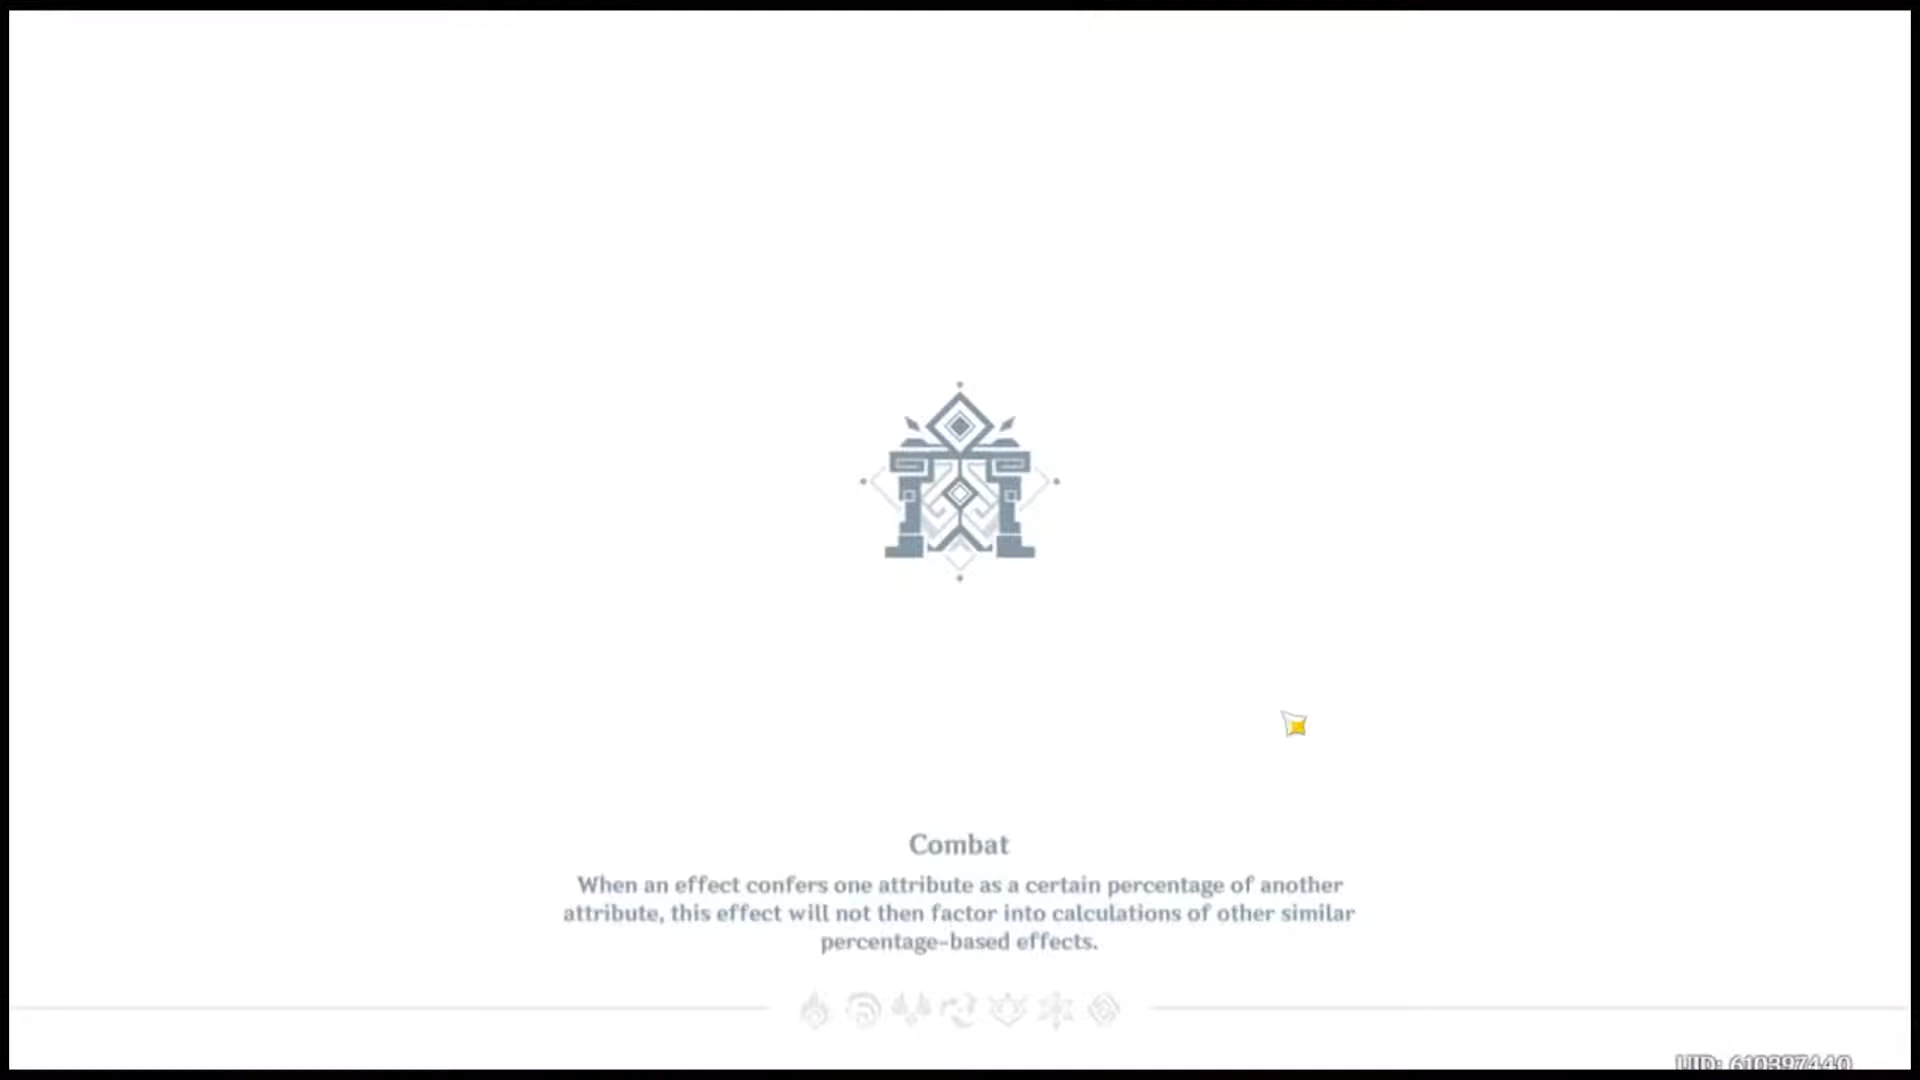 Combat
When an effect confers one attribute as a certain percentage of another
attribute, this effect will not then factor into calculations of other similar
percentage-based effects.
UID: 610397440